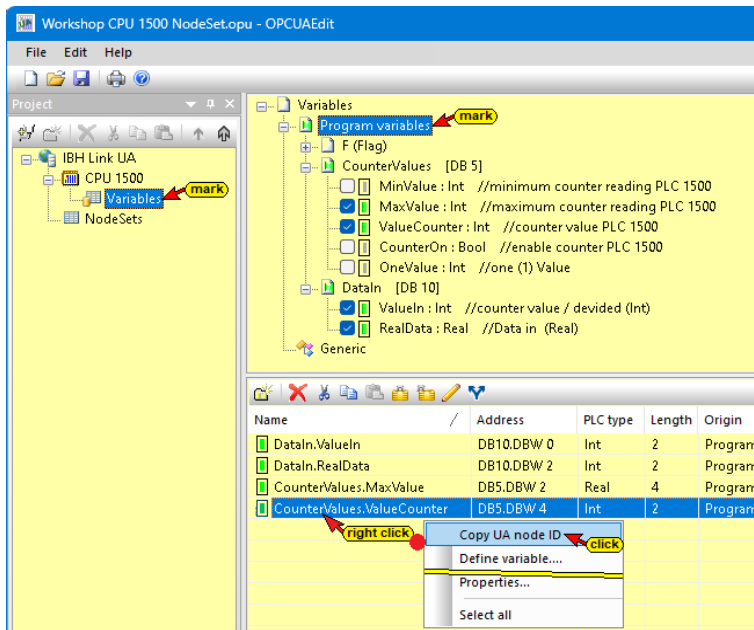 Workshop CPU 1500 NodeSet.opu - OPCUAEdit
File Edit Help
Project
IBH Link UA
CPU 1500
Variables
mark
NodeSets
Variables
Program variables
mark
F (Flag)
CounterValues [DB 5]
MinValue : Int //minimum counter reading PLC 1500
MaxValue : Int //maximum counter reading PLC 1500
ValueCounter : Int //counter value PLC 1500
CounterOn : Bool //enable counter PLC 1500
OneValue : Int //one (1) Value
DataIn [DB 10]
ValueIn : Int //counter value / devided (Int)
RealData : Real //Data in (Real)
Generic
Name / Address PLC type Length Origin
DataIn.ValueIn DB10.DBW 0 Int 2 Program
DataIn.RealData DB10.DBW 2 Int 2 Program
CounterValues.MaxValue DB5.DBW 2 Real 4 Program
CounterValues.ValueCounter DB5.DBW 4 Int 2 Program
right click
Copy UA node ID
click
Define variable....
Properties...
Select all